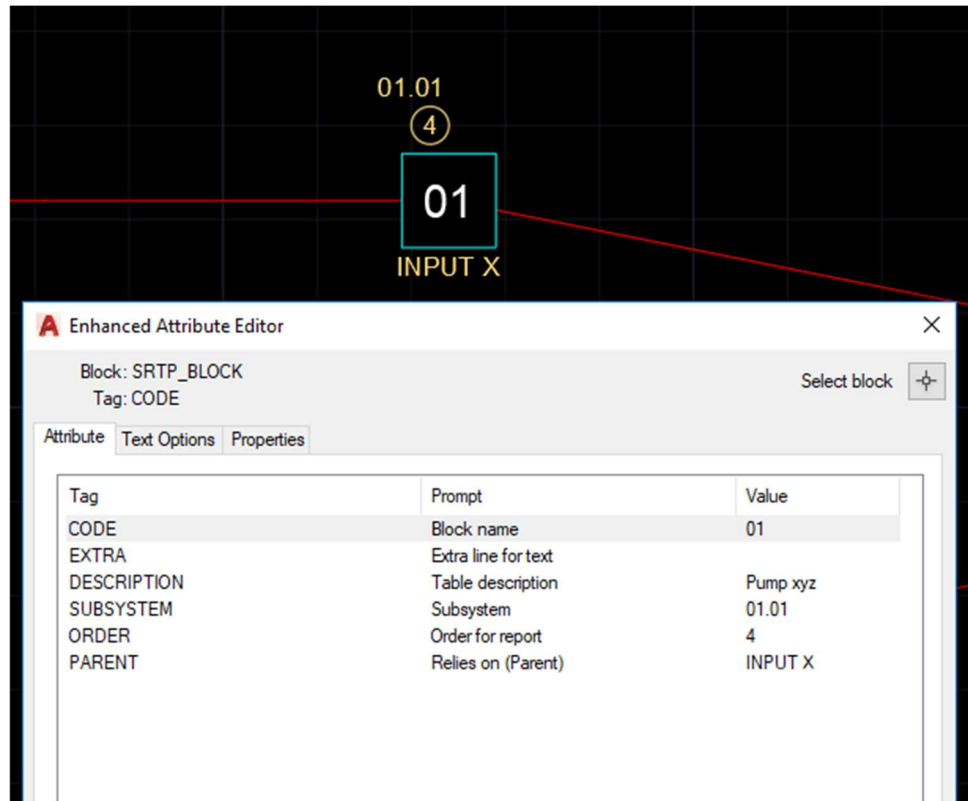 01.01
4
01
INPUT X
Enhanced Attribute Editor
Block: SRTP_BLOCK
Tag: CODE
Select block
Attribute Text Options Properties
Tag Prompt Value
CODE Block name 01
EXTRA Extra line for text
DESCRIPTION Table description Pump xyz
SUBSYSTEM Subsystem 01.01
ORDER Order for report 4
PARENT Relies on (Parent) INPUT X